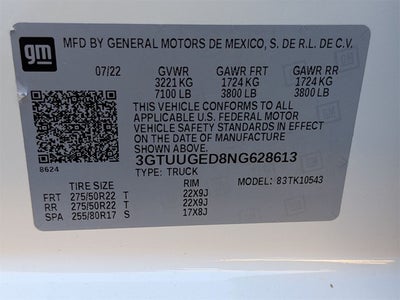 gm
MFD BY GENERAL MOTORS DE MEXICO, S. DE R.L. DE C.V.
07/22 GVWR GAWR FRT GAWR RR
3221 KG 1724 KG 1724 KG
7100 LB 3800 LB 3800 LB
THIS VEHICLE CONFORMS TO ALL
APPLICABLE U.S. FEDERAL MOTOR
VEHICLE SAFETY STANDARDS IN EFFECT
ON THE DATE OF MANUFACTURE
SHOWN ABOVE.
8624 3GTUUGED8NG628613
TYPE: TRUCK
TIRE SIZE RIM MODEL: 83TK10543
FRT 275/50R22 T 22X9J
RR 275/50R22 T 22X9J
SPA 255/80R17 S 17X8J